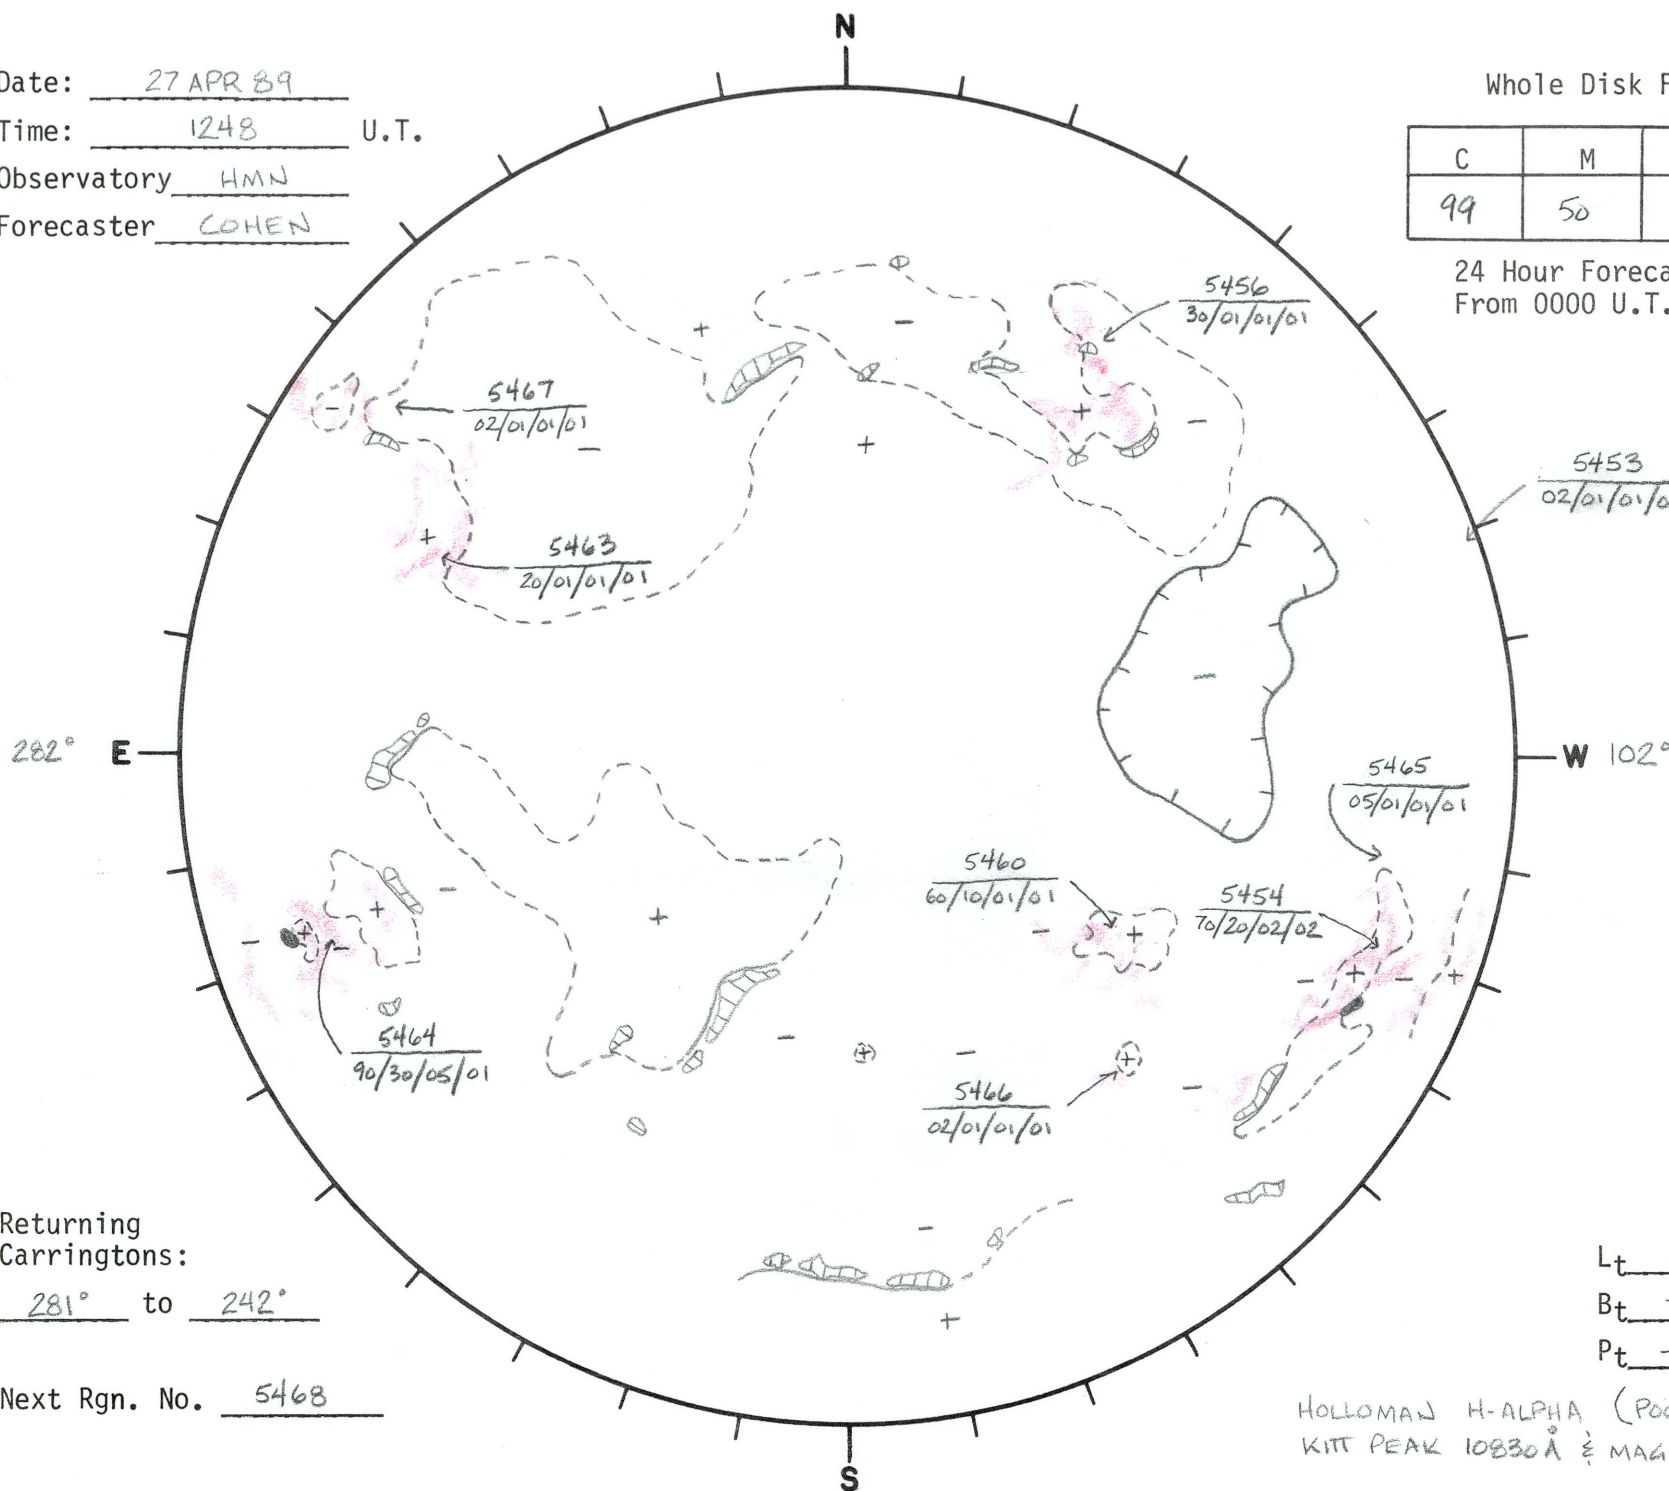 N
Date: 27 APR 89
Time: 1248 U.T.
Observatory HMN
Forecaster COHEN
Whole Disk F
C M
99 50
24 Hour Foreca
From 0000 U.T.
5456
30/01/01/01
5467
02/01/01/01
5453
02/01/01/0
5463
20/01/01/01
282° E
W 102°
5465
05/01/01/01
5460
60/10/01/01
5454
70/20/02/02
5464
90/30/05/01
5466
02/01/01/01
Returning
Carringtons:
281° to 242°
Next Rgn. No. 5468
Lt
Bt
Pt
HOLLOMAN H-ALPHA (POO
KITT PEAK 10830Å & MAG
S